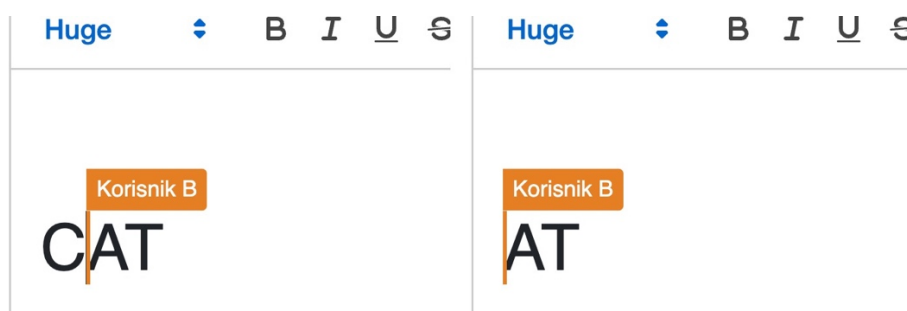 Huge B I U S
Korisnik B
CAT
Huge B I U S
Korisnik B
AT